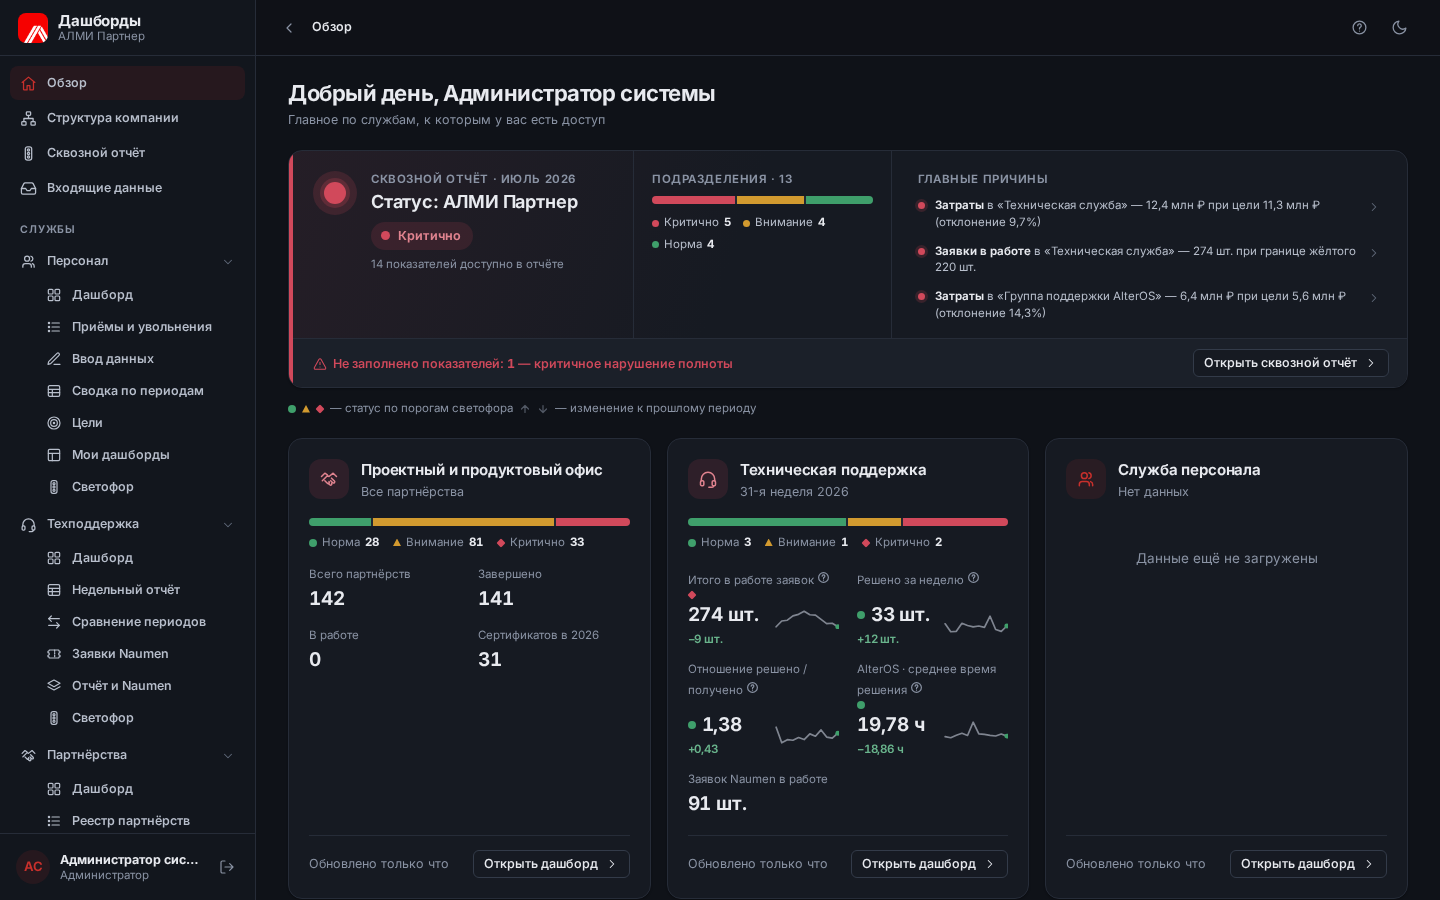 Дашборды
АЛМИ Партнер
Обзор
Структура компании
Сквозной отчёт
Входящие данные
СЛУЖБЫ
Персонал
Дашборд
Приёмы и увольнения
Ввод данных
Сводка по периодам
Цели
Мои дашборды
Светофор
Техподдержка
Дашборд
Недельный отчёт
Сравнение периодов
Заявки Naumen
Отчёт и Naumen
Светофор
Партнёрства
Дашборд
Реестр партнёрств
АС
Администратор сис...
Администратор
Обзор
Добрый день, Администратор системы
Главное по службам, к которым у вас есть доступ
СКВОЗНОЙ ОТЧЁТ · ИЮЛЬ 2026
Статус: АЛМИ Партнер
Критично
14 показателей доступно в отчёте
ПОДРАЗДЕЛЕНИЯ · 13
Критично 5 Внимание 4
Норма 4
ГЛАВНЫЕ ПРИЧИНЫ
Затраты в «Техническая служба» — 12,4 млн ₽ при цели 11,3 млн ₽
(отклонение 9,7%)
Заявки в работе в «Техническая служба» — 274 шт. при границе жёлтого
220 шт.
Затраты в «Группа поддержки AlterOS» — 6,4 млн ₽ при цели 5,6 млн ₽
(отклонение 14,3%)
Не заполнено показателей: 1 — критичное нарушение полноты
Открыть сквозной отчёт
— статус по порогам светофора ↑ ↓ — изменение к прошлому периоду
Проектный и продуктовый офис
Все партнёрства
Норма 28 Внимание 81 Критично 33
Всего партнёрств
142
Завершено
141
В работе
0
Сертификатов в 2026
31
Обновлено только что
Открыть дашборд
Техническая поддержка
31-я неделя 2026
Норма 3 Внимание 1 Критично 2
Итого в работе заявок
274 шт.
−9 шт.
Решено за неделю
33 шт.
+12 шт.
Отношение решено /
получено
1,38
+0,43
AlterOS · среднее время
решения
19,78 ч
−18,86 ч
Заявок Naumen в работе
91 шт.
Обновлено только что
Открыть дашборд
Служба персонала
Нет данных
Данные ещё не загружены
Обновлено только что
Открыть дашборд